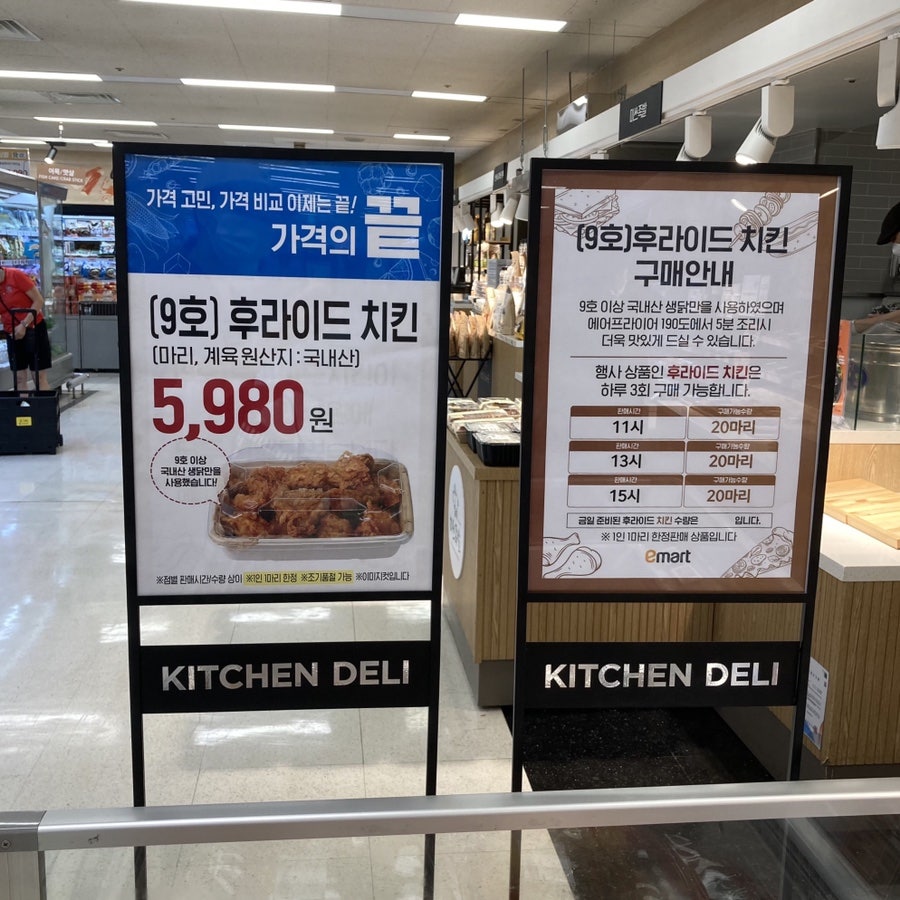 가격 고민, 가격 비교 이제는 끝!
가격의 끝
(9호) 후라이드 치킨
(마리, 계육 원산지 : 국내산)
5,980원
9호 이상
국내산 생닭만을
사용했습니다!
※점별 판매시간/수량 상이 ※1인 1마리 한정 ※조기품절 가능 ※이미지컷입니다
KITCHEN DELI
(9호)후라이드 치킨
구매안내
9호 이상 국내산 생닭만을 사용하였으며
에어프라이어 190도에서 5분 조리시
더욱 맛있게 드실 수 있습니다.
행사 상품인 후라이드 치킨은
하루 3회 구매 가능합니다.
판매시간 구매가능수량
11시 20마리
판매시간 구매가능수량
13시 20마리
판매시간 구매가능수량
15시 20마리
금일 준비된 후라이드 치킨 수량은 입니다.
※ 1인 1마리 한정판매 상품입니다
emart
KITCHEN DELI
어묵/맛살